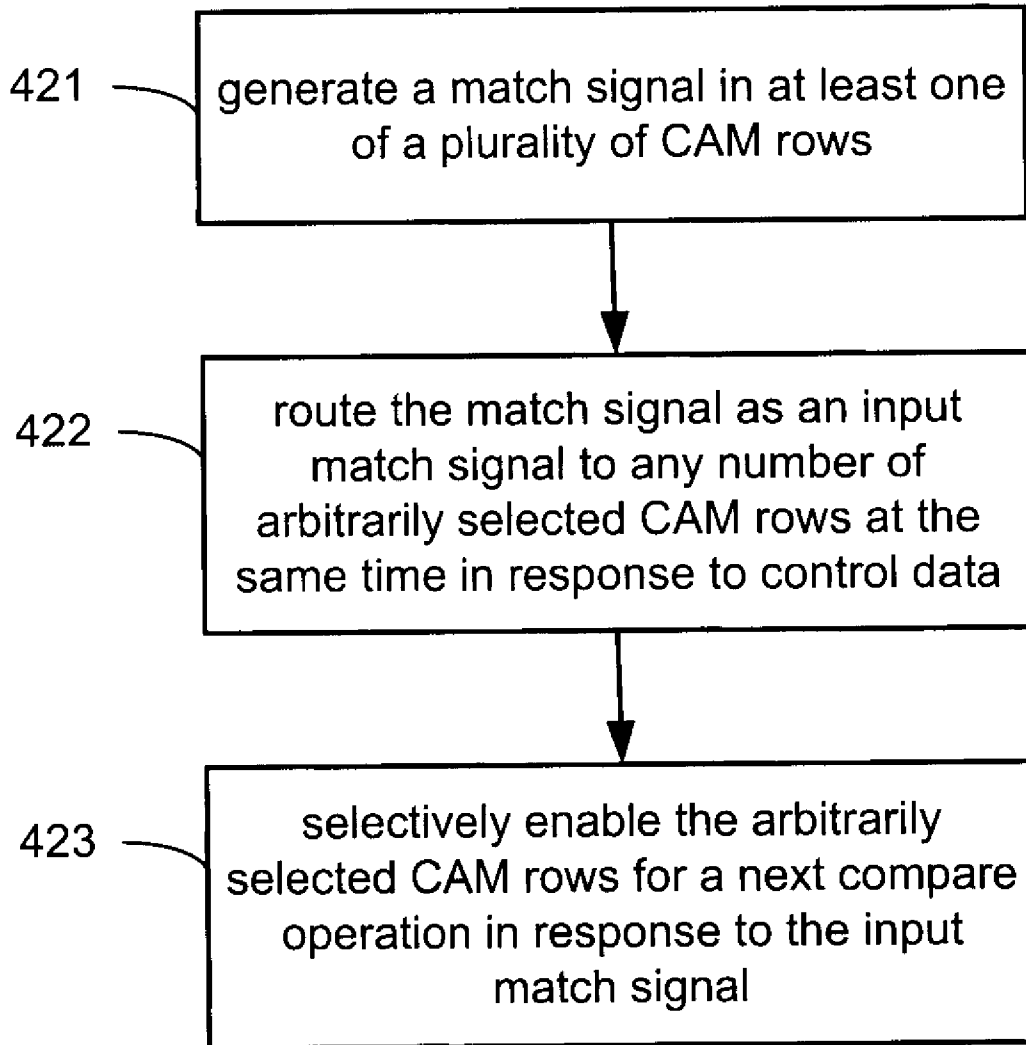 421
generate a match signal in at least one
of a plurality of CAM rows
422
route the match signal as an input
match signal to any number of
arbitrarily selected CAM rows at the
same time in response to control data
423
selectively enable the arbitrarily
selected CAM rows for a next compare
operation in response to the input
match signal